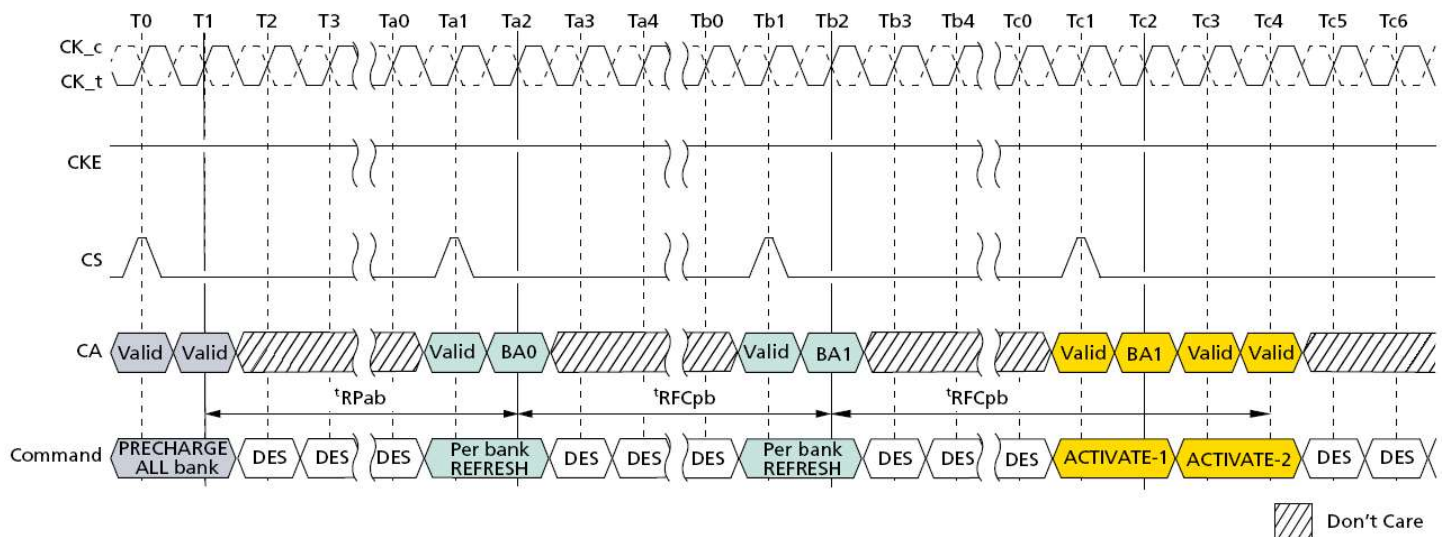 T0 T1 T2 T3 Ta0 Ta1 Ta2 Ta3 Ta4 Tb0 Tb1 Tb2 Tb3 Tb4 Tc0 Tc1 Tc2 Tc3 Tc4 Tc5 Tc6
CK_c
CK_t
CKE
CS
CA Valid Valid Valid BA0 Valid BA1 Valid BA1 Valid Valid
tRPab tRFCpb tRFCpb
Command PRECHARGE ALL bank DES DES DES Per bank REFRESH DES DES DES Per bank REFRESH DES DES DES ACTIVATE-1 ACTIVATE-2 DES DES
Don't Care